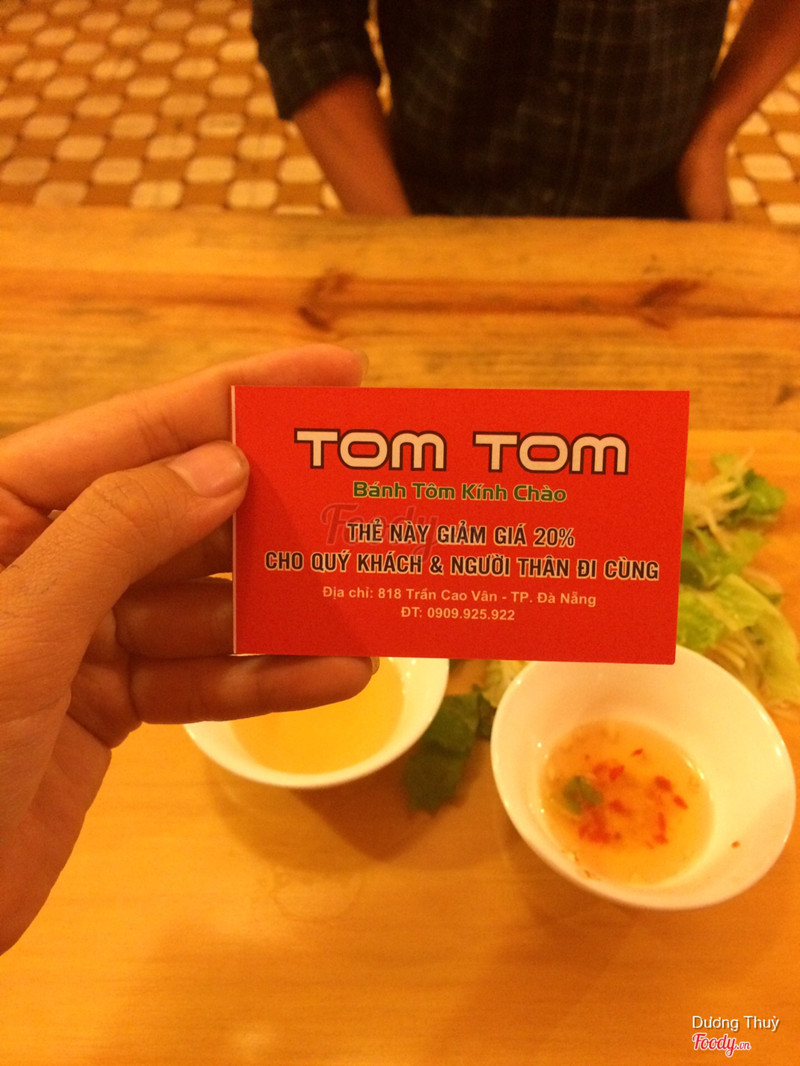 TOM TOM
Bánh Tôm Kính Chào
Foody
THẺ NÀY GIẢM GIÁ 20%
CHO QUÝ KHÁCH & NGƯỜI THÂN ĐI CÙNG
Địa chỉ: 818 Trần Cao Vân - TP. Đà Nẵng
ĐT: 0909.925.922
Dương Thuỳ
Foody.vn